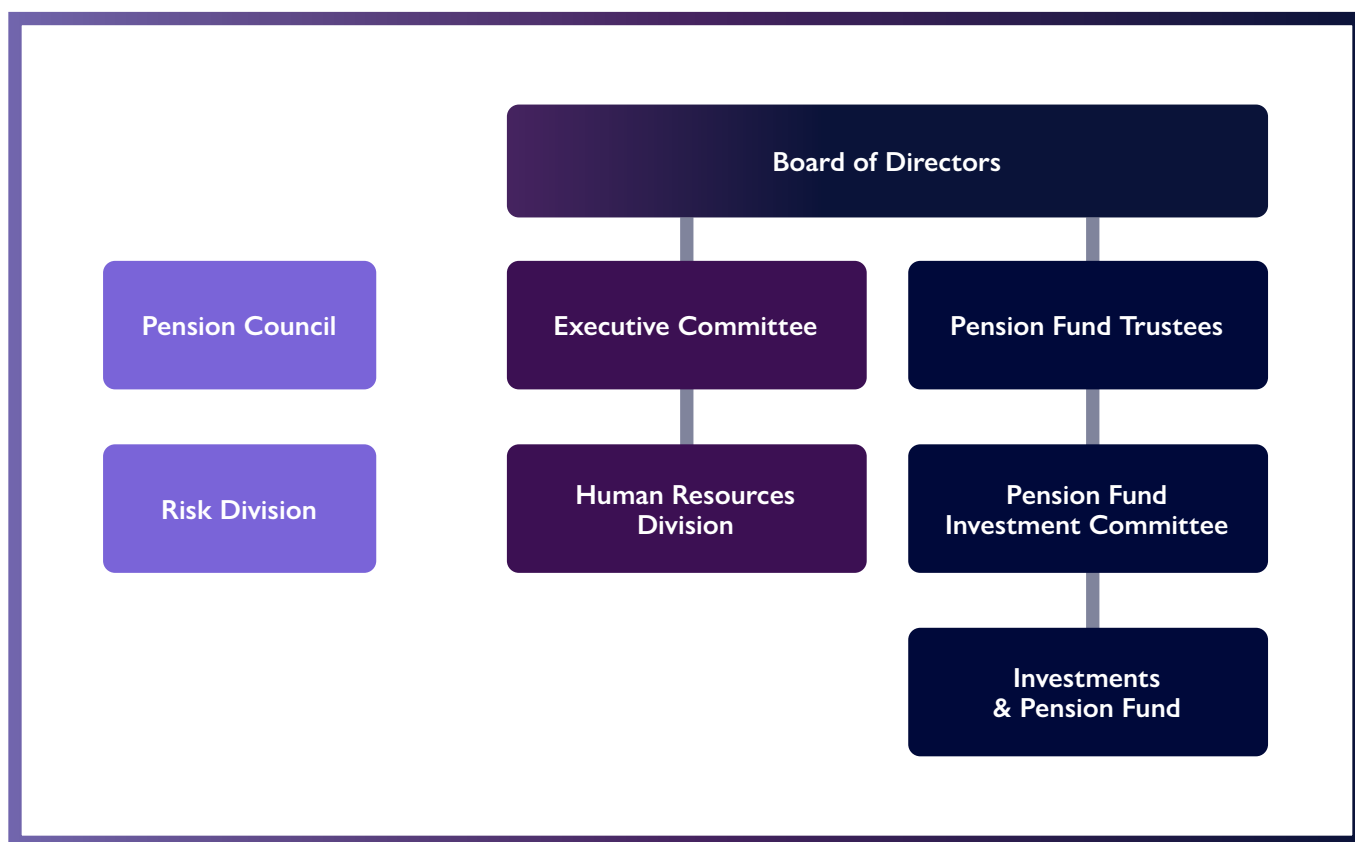 Board of Directors
Pension Council
Executive Committee
Pension Fund Trustees
Risk Division
Human Resources
Division
Pension Fund
Investment Committee
Investments
& Pension Fund